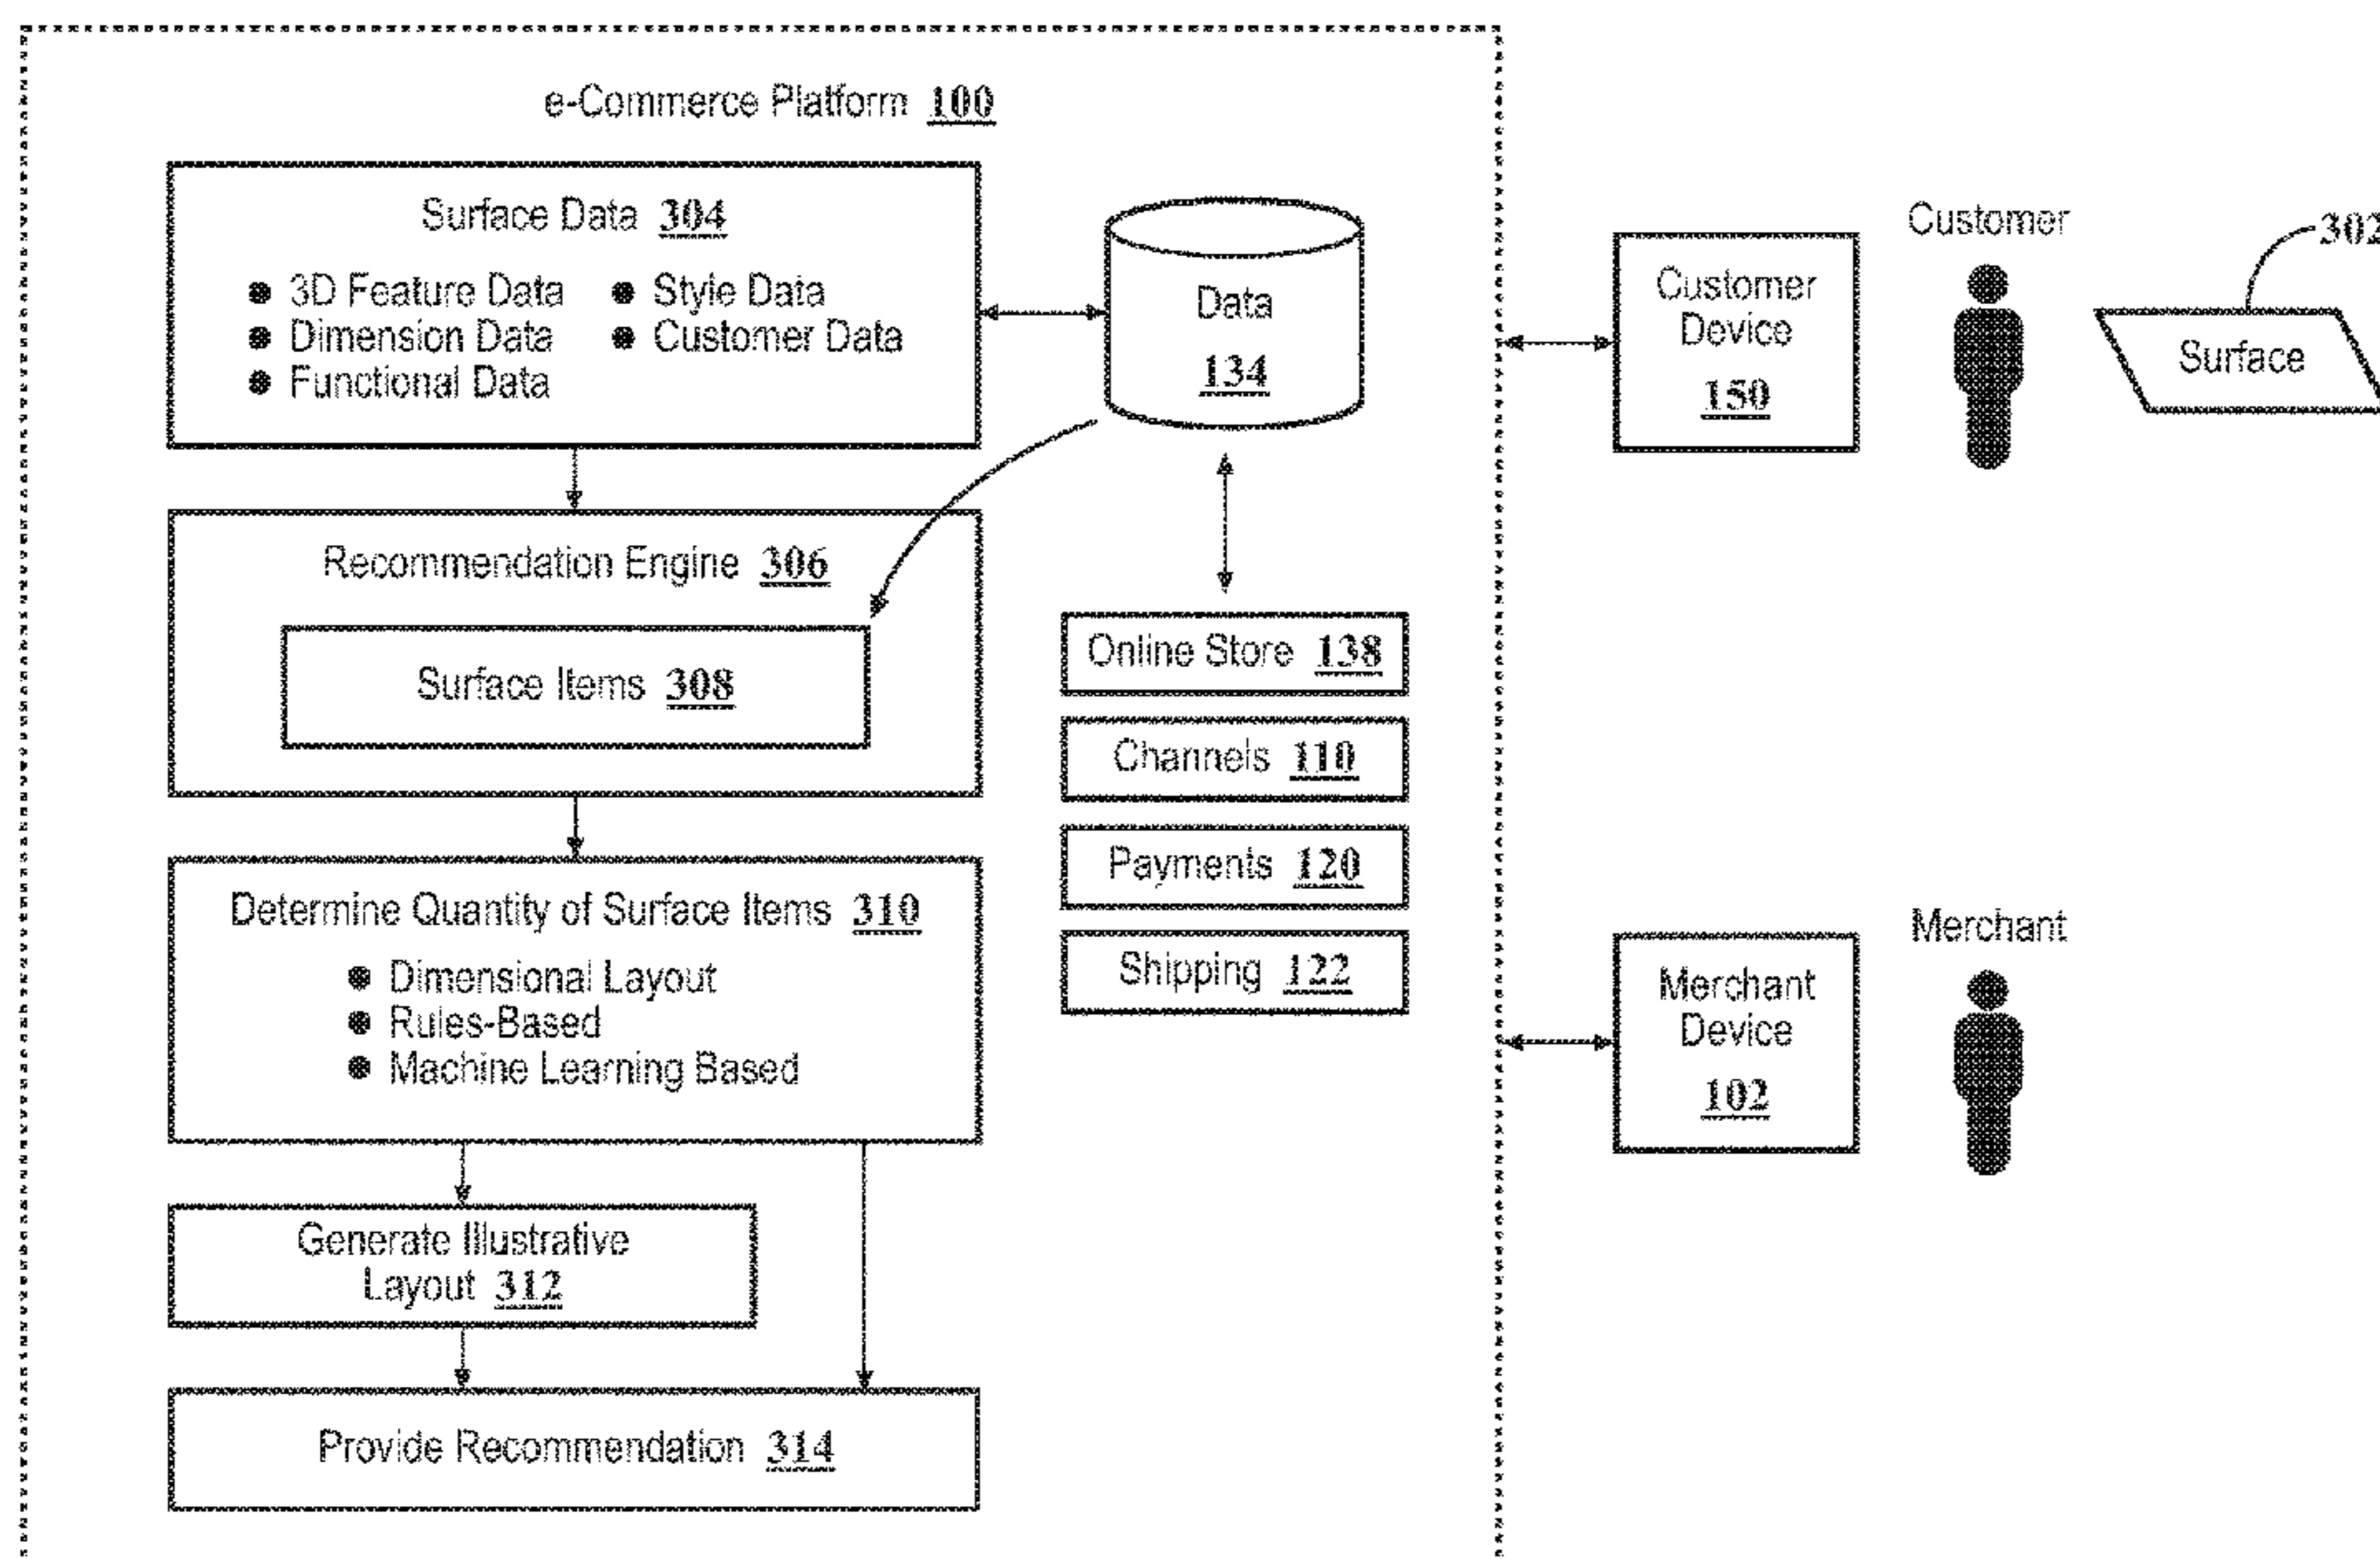 e-Commerce Platform 100
Surface Data 304
● 3D Feature Data
● Dimension Data
● Functional Data
● Style Data
● Customer Data
Data
134
Recommendation Engine 306
Surface Items 308
Online Store 138
Channels 110
Payments 120
Shipping 122
Determine Quantity of Surface Items 310
● Dimensional Layout
● Rules-Based
● Machine Learning Based
Generate Illustrative
Layout 312
Provide Recommendation 314
Customer
Device
150
Customer
302
Surface
Merchant
Device
102
Merchant